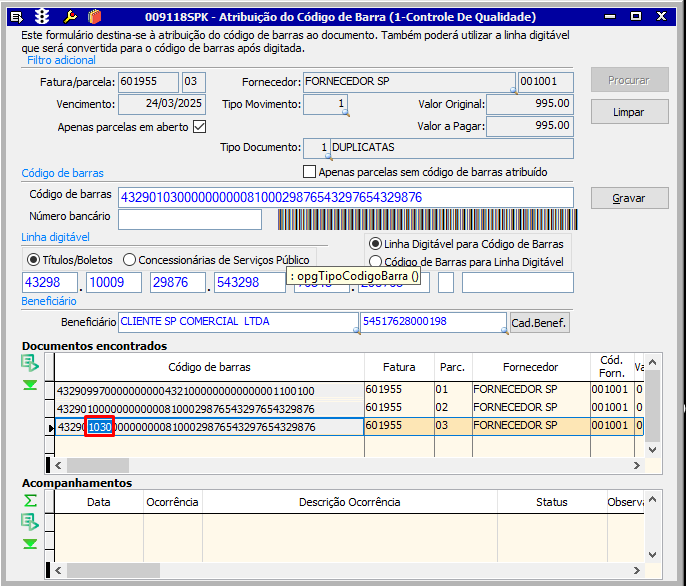 009118SPK - Atribuição do Código de Barra (1-Controle De Qualidade)
Este formulário destina-se à atribuição do código de barras ao documento. Também poderá utilizar a linha digitável
que será convertida para o código de barras após digitada.
Filtro adicional
Fatura/parcela: 601955 03 Fornecedor: FORNECEDOR SP 001001 Procurar
Vencimento: 24/03/2025 Tipo Movimento: 1 Valor Original: 995.00 Limpar
Apenas parcelas em aberto Valor a Pagar: 995.00
Tipo Documento: 1 DUPLICATAS
Apenas parcelas sem código de barras atribuído
Código de barras
Código de barras 432901030000000008100029876543297654329876 Gravar
Número bancário
Linha digitável
Títulos/Boletos Concessionárias de Serviços Público Linha Digitável para Código de Barras
Código de Barras para Linha Digitável
: opgTipoCodigoBarra ()
43298 . 10009 29876 . 543298
Beneficiário
Beneficiário CLIENTE SP COMERCIAL LTDA 54517628000198 Cad.Benef.
Documentos encontrados
Código de barras Fatura Parc. Fornecedor Cód. Forn. Va
43290997000000000432100000000000001100100 601955 01 FORNECEDOR SP 001001 0
432901000000000008100029876543297654329876 601955 02 FORNECEDOR SP 001001 0
432901030000000008100029876543297654329876 601955 03 FORNECEDOR SP 001001 0
Acompanhamentos
Data Ocorrência Descrição Ocorrência Status Observa